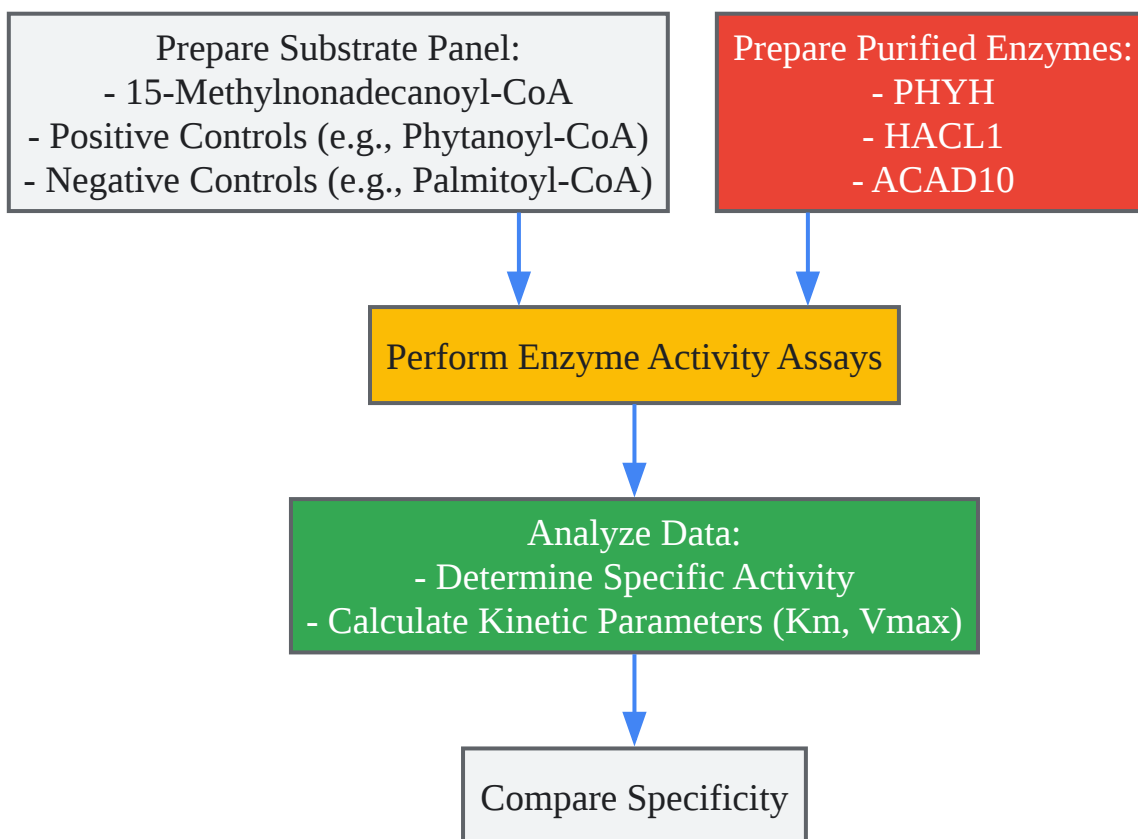 Prepare Substrate Panel:
- 15-Methylnonadecanoyl-CoA
- Positive Controls (e.g., Phytanoyl-CoA)
- Negative Controls (e.g., Palmitoyl-CoA)
Prepare Purified Enzymes:
- PHYH
- HACL1
- ACAD10
Perform Enzyme Activity Assays
Analyze Data:
- Determine Specific Activity
- Calculate Kinetic Parameters (Km, Vmax)
Compare Specificity